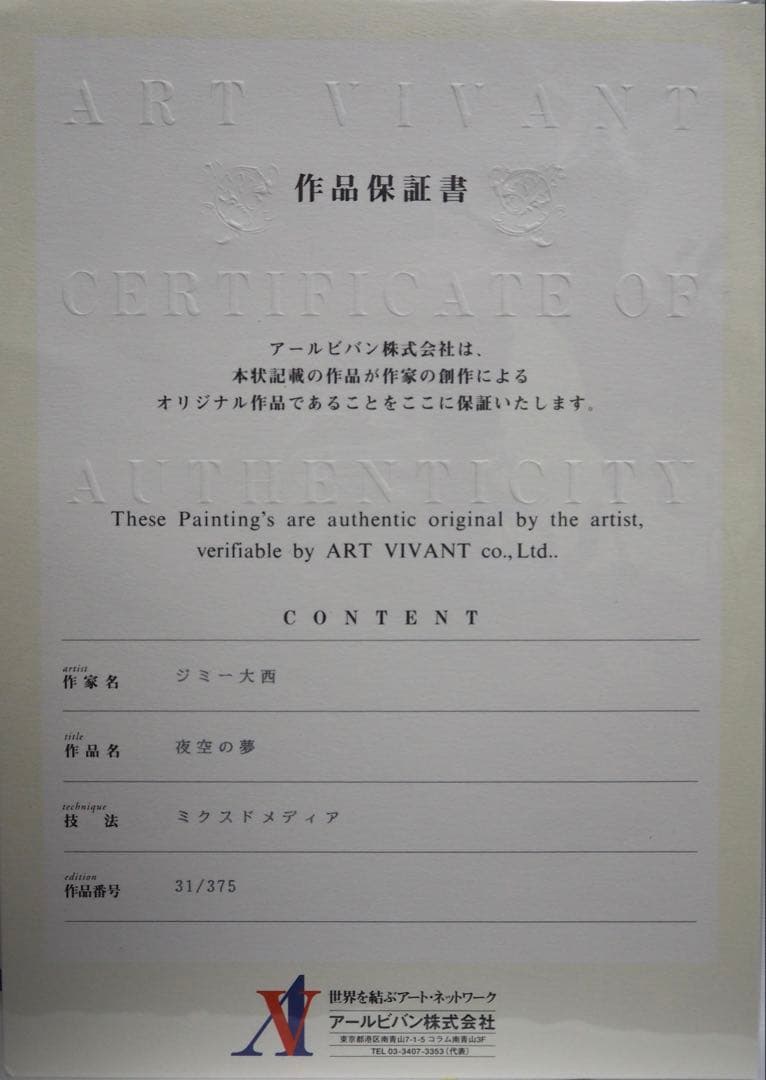 ART VIVANT
作品保証書
CERTIFICATE OF
アールビバン株式会社は、
本状記載の作品が作家の創作による
オリジナル作品であることをここに保証いたします。
AUTHENTICITY
These Painting's are authentic original by the artist,
verifiable by ART VIVANT co., Ltd..
CONTENT
artist
作家名 ジミー大西
title
作品名 夜空の夢
technique
技 法 ミクスドメディア
edition
作品番号 31/375
AV 世界を結ぶアート・ネットワーク
アールビバン株式会社
東京都港区南青山7-1-5 コラム南青山3F
TEL 03-3407-3353(代表)